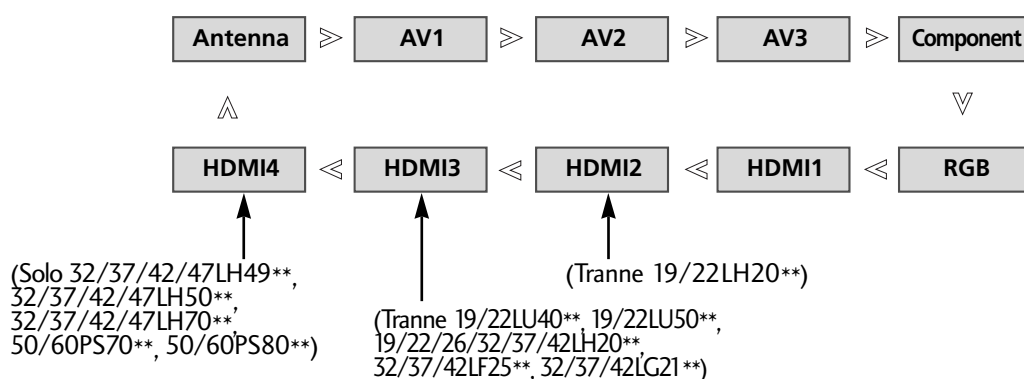 Antenna AV1 AV2 AV3 Component
HDMI4 HDMI3 HDMI2 HDMI1 RGB
(Solo 32/37/42/47LH49**,
32/37/42/47LH50**,
32/37/42/47LH70**,
50/60PS70**, 50/60PS80**)
(Tranne 19/22LU40**, 19/22LU50**,
19/22/26/32/37/42LH20**,
32/37/42LF25**, 32/37/42LG21**)
(Tranne 19/22LH20**)